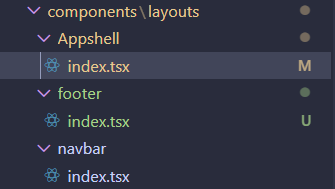 components\layouts
Appshell
index.tsx M
footer
index.tsx U
navbar
index.tsx